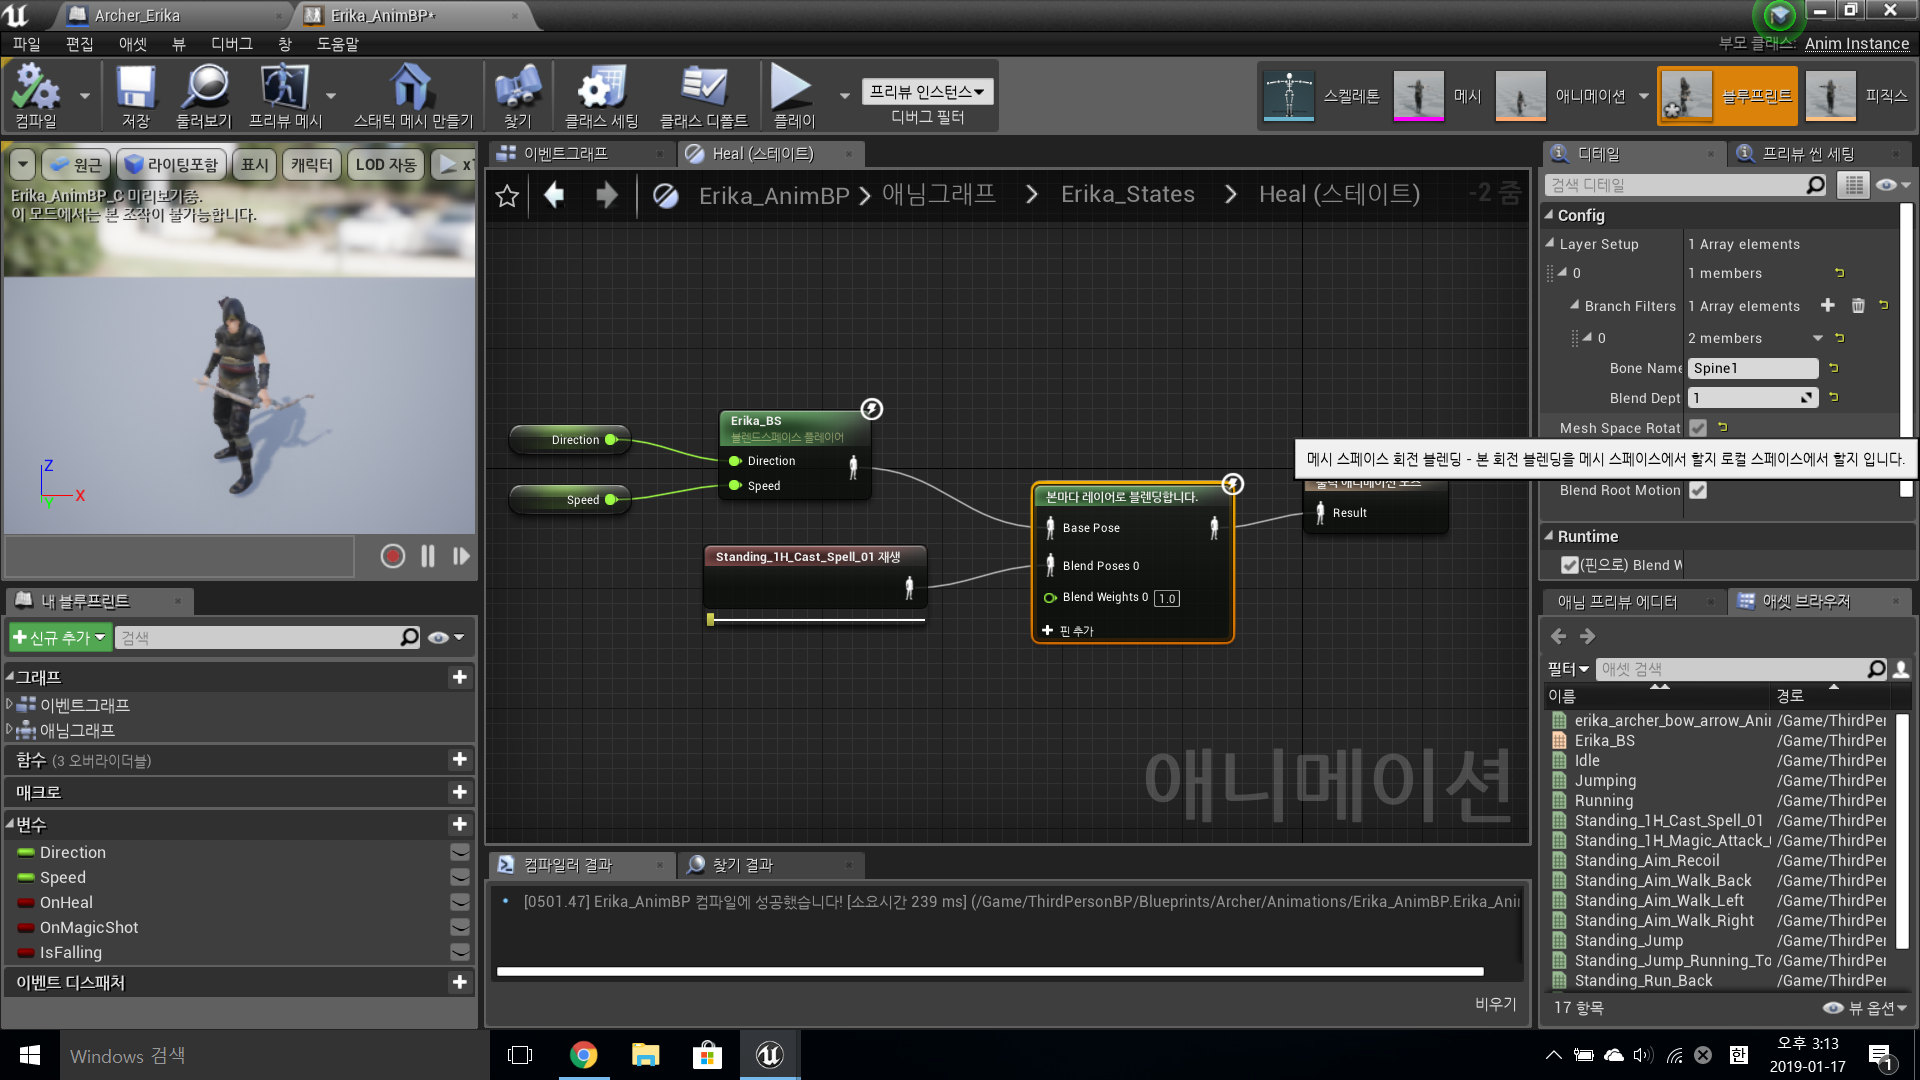 Archer_Erika
Erika_AnimBP*
파일 편집 애셋 뷰 디버그 창 도움말
부모 클래스: Anim Instance
컴파일
저장
둘러보기
프리뷰 메시
스태틱 메시 만들기
찾기
클래스 세팅
클래스 디폴트
플레이
프리뷰 인스턴스
디버그 필터
스켈레톤
메시
애니메이션
블루프린트
피직스
원근
라이팅포함
표시
캐릭터
LOD 자동
x1
Erika_AnimBP_C 미리보기중.
이 모드에서는 본 조작이 불가능합니다.
Z
X
Y
내 블루프린트
신규 추가
검색
그래프
이벤트그래프
애님그래프
함수 (3 오버라이더블)
매크로
변수
Direction
Speed
OnHeal
OnMagicShot
IsFalling
이벤트 디스패처
이벤트그래프
Heal (스테이트)
Erika_AnimBP > 애님그래프 > Erika_States > Heal (스테이트)
-2 줌
Direction
Speed
Erika_BS
블렌드스페이스 플레이어
Direction
Speed
Standing_1H_Cast_Spell_01 재생
본마다 레이어로 블렌딩합니다.
Base Pose
Blend Poses 0
Blend Weights 0 1.0
핀 추가
출력 애니메이션 포즈
Result
애니메이션
컴파일러 결과
찾기 결과
[0501.47] Erika_AnimBP 컴파일에 성공했습니다! [소요시간 239 ms] (/Game/ThirdPersonBP/Blueprints/Archer/Animations/Erika_AnimBP.Erika_Ani
비우기
디테일
프리뷰 씬 세팅
검색 디테일
Config
Layer Setup 1 Array elements
0 1 members
Branch Filters 1 Array elements
0 2 members
Bone Name Spine1
Blend Dept 1
Mesh Space Rotat
메시 스페이스 회전 블렌딩 - 본 회전 블렌딩을 메시 스페이스에서 할지 로컬 스페이스에서 할지 입니다.
Blend Root Motion
Runtime
(핀으로) Blend W
애님 프리뷰 에디터
애셋 브라우저
필터
애셋 검색
이름 경로
erika_archer_bow_arrow_Ani /Game/ThirdPer
Erika_BS /Game/ThirdPer
Idle /Game/ThirdPer
Jumping /Game/ThirdPer
Running /Game/ThirdPer
Standing_1H_Cast_Spell_01 /Game/ThirdPer
Standing_1H_Magic_Attack_ /Game/ThirdPer
Standing_Aim_Recoil /Game/ThirdPer
Standing_Aim_Walk_Back /Game/ThirdPer
Standing_Aim_Walk_Left /Game/ThirdPer
Standing_Aim_Walk_Right /Game/ThirdPer
Standing_Jump /Game/ThirdPer
Standing_Jump_Running_To /Game/ThirdPer
Standing_Run_Back /Game/ThirdPer
17 항목
뷰 옵션
Windows 검색
한
오후 3:13
2019-01-17
1